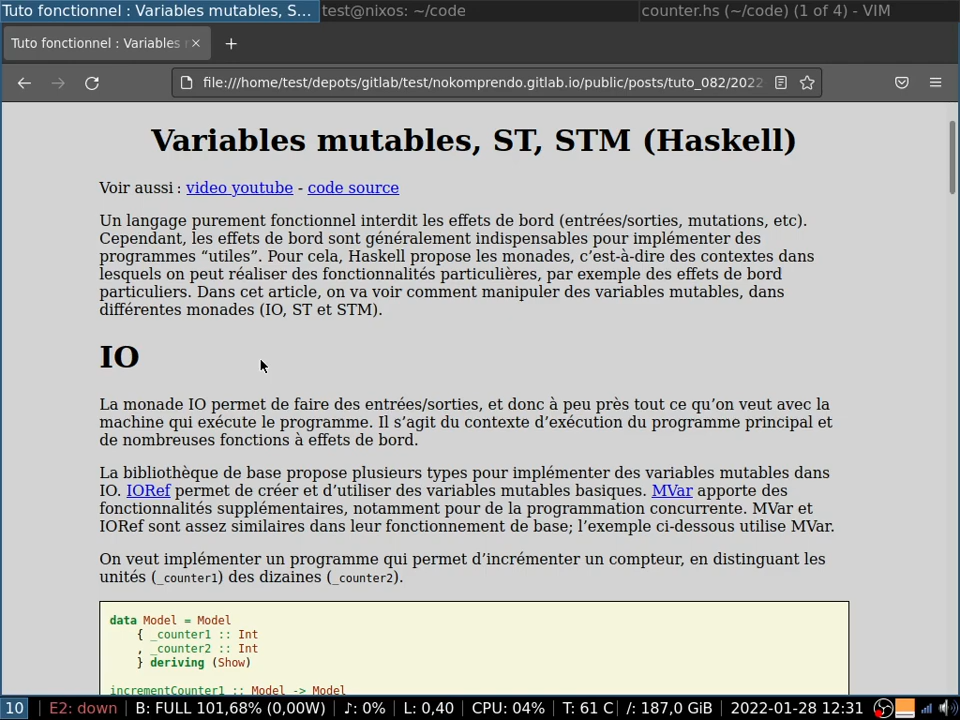 Tuto fonctionnel : Variables mutables, S... test@nixos: ~/code counter.hs (~/code) (1 of 4) - VIM
Tuto fonctionnel : Variables
file:///home/test/depots/gitlab/test/nokomprendo.gitlab.io/public/posts/tuto_082/2022
Variables mutables, ST, STM (Haskell)
Voir aussi : video youtube - code source
Un langage purement fonctionnel interdit les effets de bord (entrées/sorties, mutations, etc).
Cependant, les effets de bord sont généralement indispensables pour implémenter des
programmes “utiles”. Pour cela, Haskell propose les monades, c’est-à-dire des contextes dans
lesquels on peut réaliser des fonctionnalités particulières, par exemple des effets de bord
particuliers. Dans cet article, on va voir comment manipuler des variables mutables, dans
différentes monades (IO, ST et STM).
IO
La monade IO permet de faire des entrées/sorties, et donc à peu près tout ce qu’on veut avec la
machine qui exécute le programme. Il s’agit du contexte d’exécution du programme principal et
de nombreuses fonctions à effets de bord.
La bibliothèque de base propose plusieurs types pour implémenter des variables mutables dans
IO. IORef permet de créer et d’utiliser des variables mutables basiques. MVar apporte des
fonctionnalités supplémentaires, notamment pour de la programmation concurrente. MVar et
IORef sont assez similaires dans leur fonctionnement de base; l’exemple ci-dessous utilise MVar.
On veut implémenter un programme qui permet d’incrémenter un compteur, en distinguant les
unités (_counter1) des dizaines (_counter2).
data Model = Model
{ _counter1 :: Int
, _counter2 :: Int
} deriving (Show)
incrementCounter1 :: Model -> Model
10 E2: down | B: FULL 101,68% (0,00W) | ♪: 0% | L: 0,40 | CPU: 04% | T: 61 C | /: 187,0 GiB | 2022-01-28 12:31